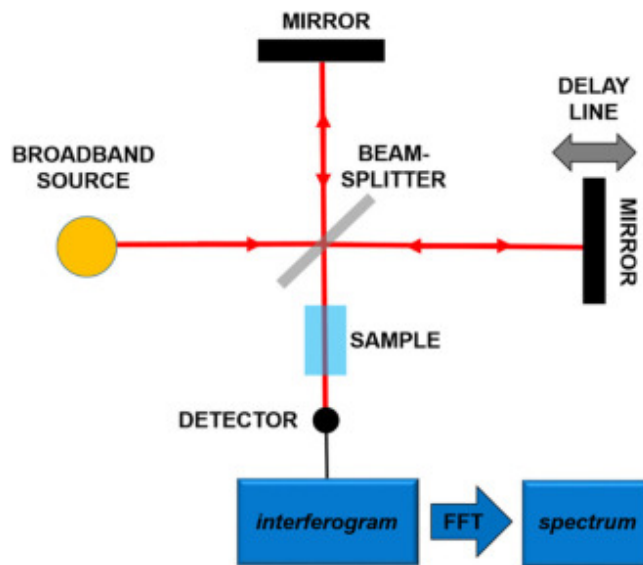 MIRROR
DELAY
LINE
BROADBAND
SOURCE
BEAM-
SPLITTER
MIRROR
SAMPLE
DETECTOR
interferogram
FFT
spectrum